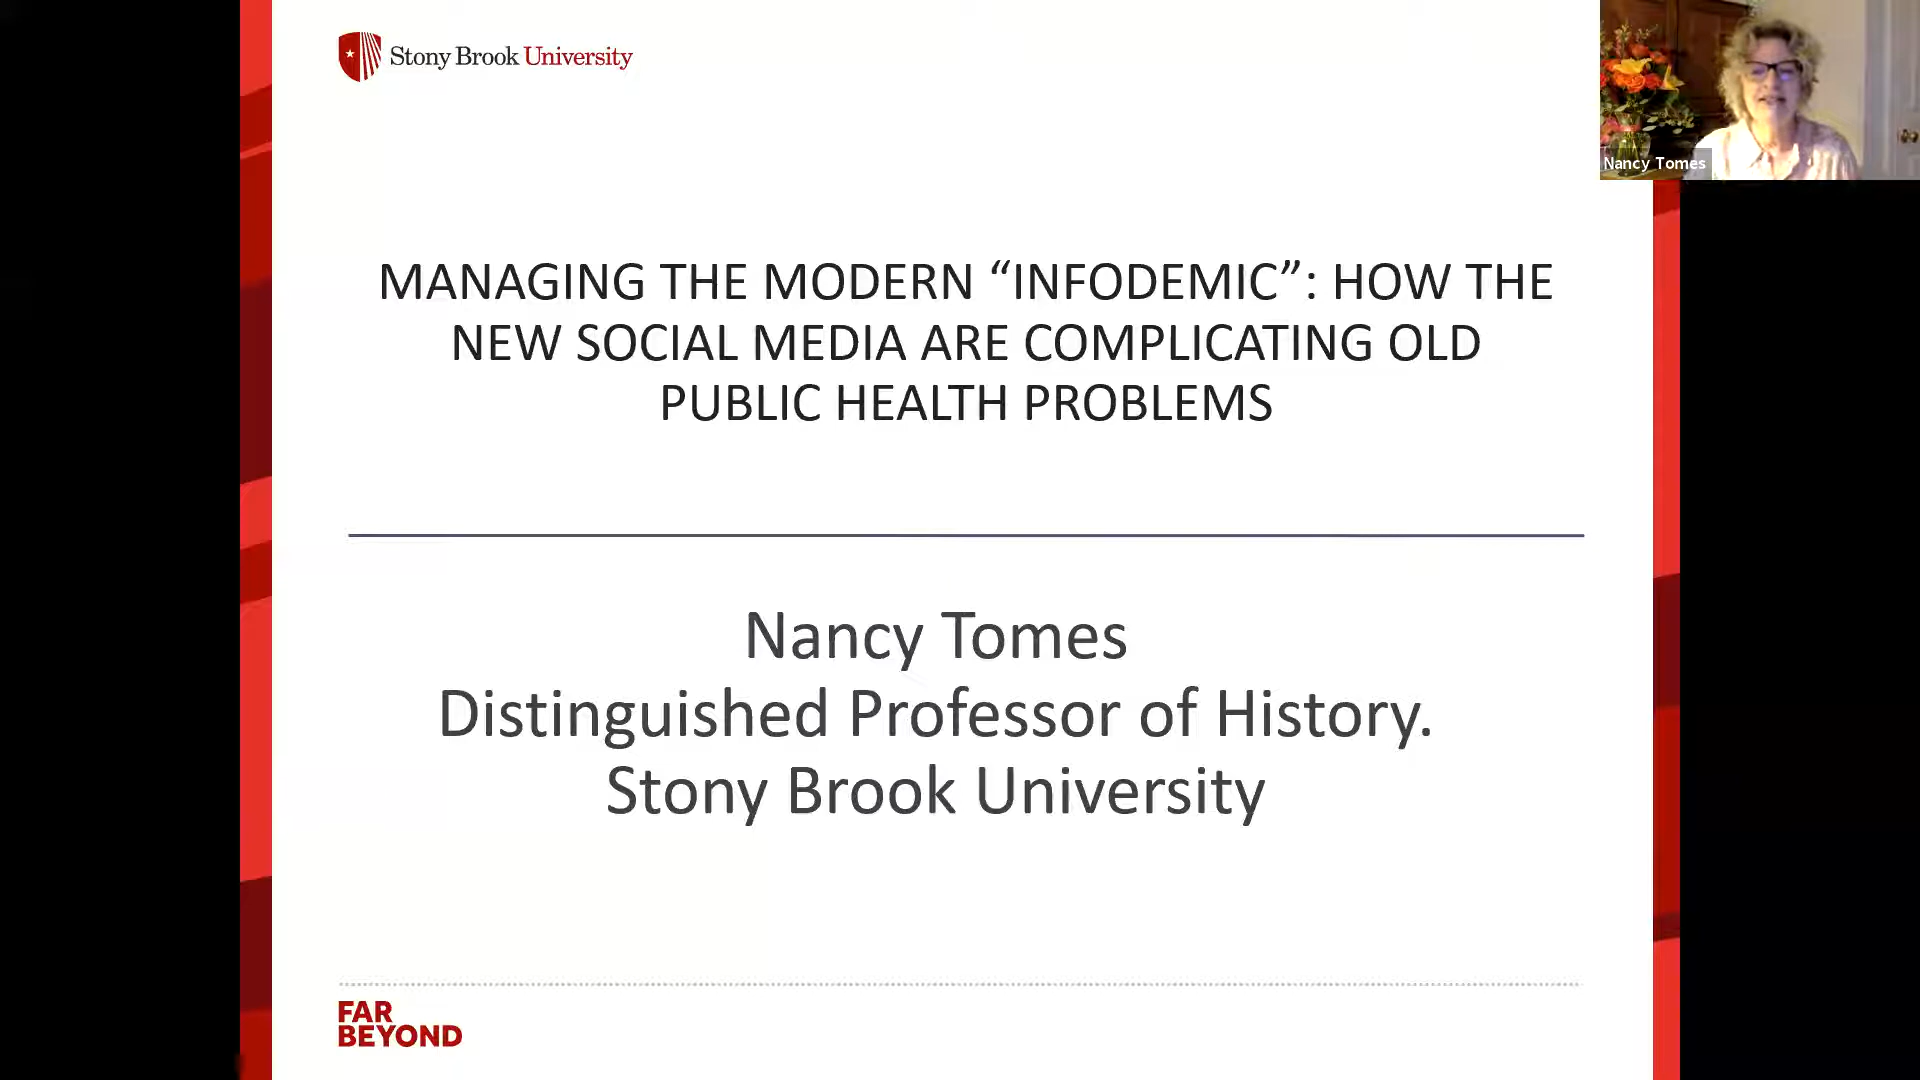 Stony Brook University
Nancy Tomes
MANAGING THE MODERN “INFODEMIC”: HOW THE
NEW SOCIAL MEDIA ARE COMPLICATING OLD
PUBLIC HEALTH PROBLEMS
Nancy Tomes
Distinguished Professor of History.
Stony Brook University
FAR
BEYOND